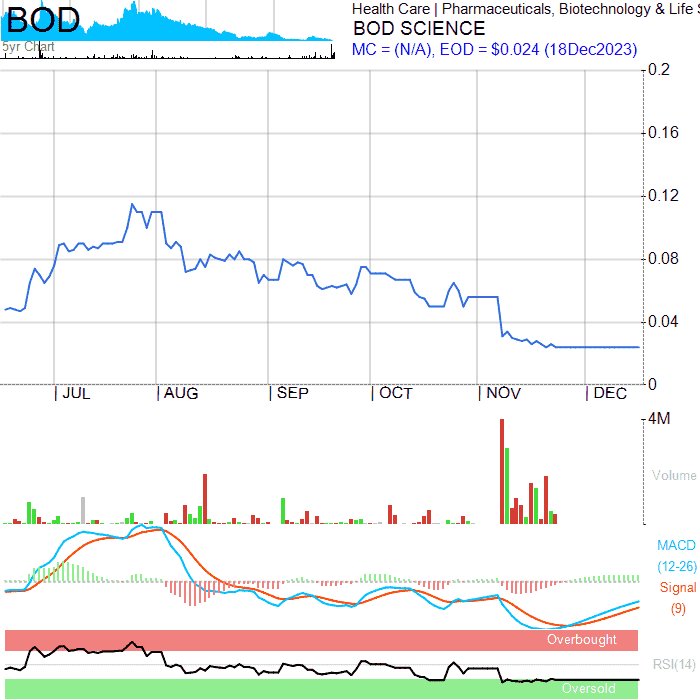 BOD
5yr Chart
Health Care | Pharmaceuticals, Biotechnology & Life S
BOD SCIENCE
MC = (N/A), EOD = $0.024 (18Dec2023)
0.2
0.16
0.12
0.08
0.04
0
JUL AUG SEP OCT NOV DEC
4M
Volume
MACD
(12-26)
Signal
(9)
Overbought
RSI(14)
Oversold